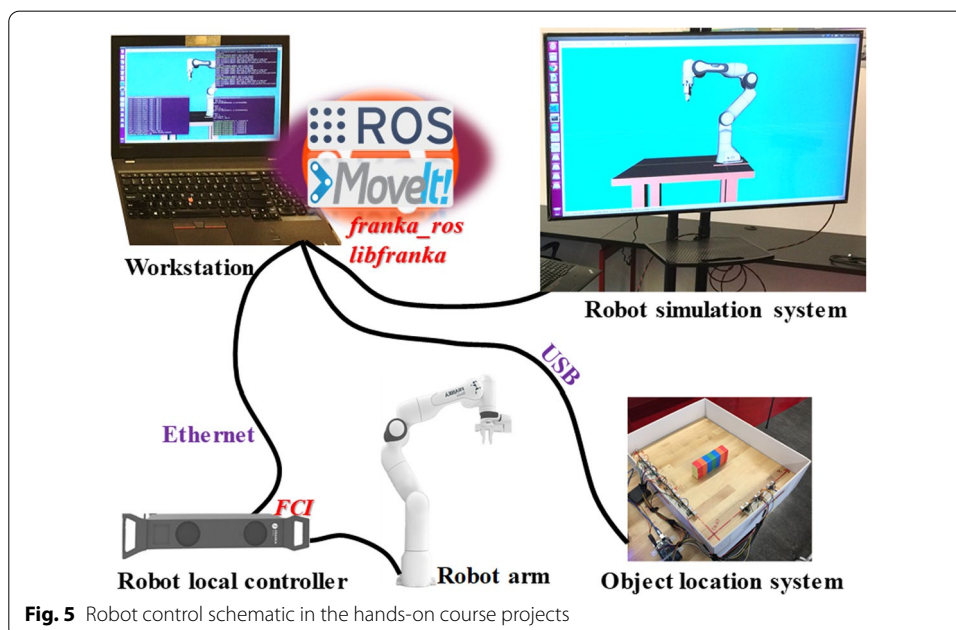 ROS
MoveIt!
franka_ros
libfranka
Workstation
Robot simulation system
USB
Ethernet
FCI
Robot local controller
Robot arm
Object location system
Fig. 5 Robot control schematic in the hands-on course projects